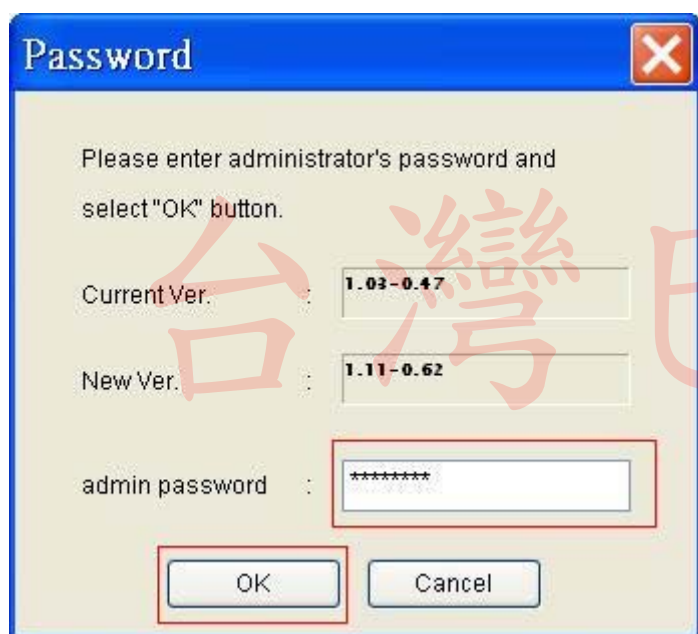 Password
Please enter administrator's password and
select "OK" button.
Current Ver. : 1.03-0.47
New Ver. : 1.11-0.62
admin password : ********
OK Cancel
台灣